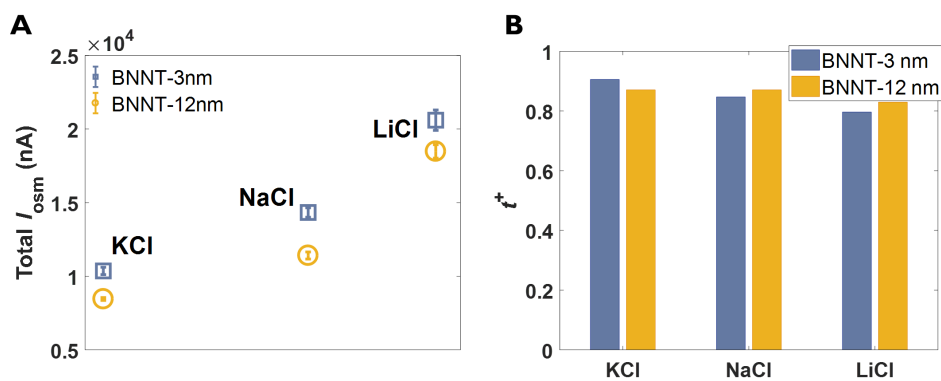 A
×10⁴
2.5
2
1.5
1
0.5
Total Iosm (nA)
BNNT-3nm
BNNT-12nm
KCl
NaCl
LiCl
B
1
0.8
0.6
0.4
0.2
0
t⁺
BNNT-3 nm
BNNT-12 nm
KCl
NaCl
LiCl